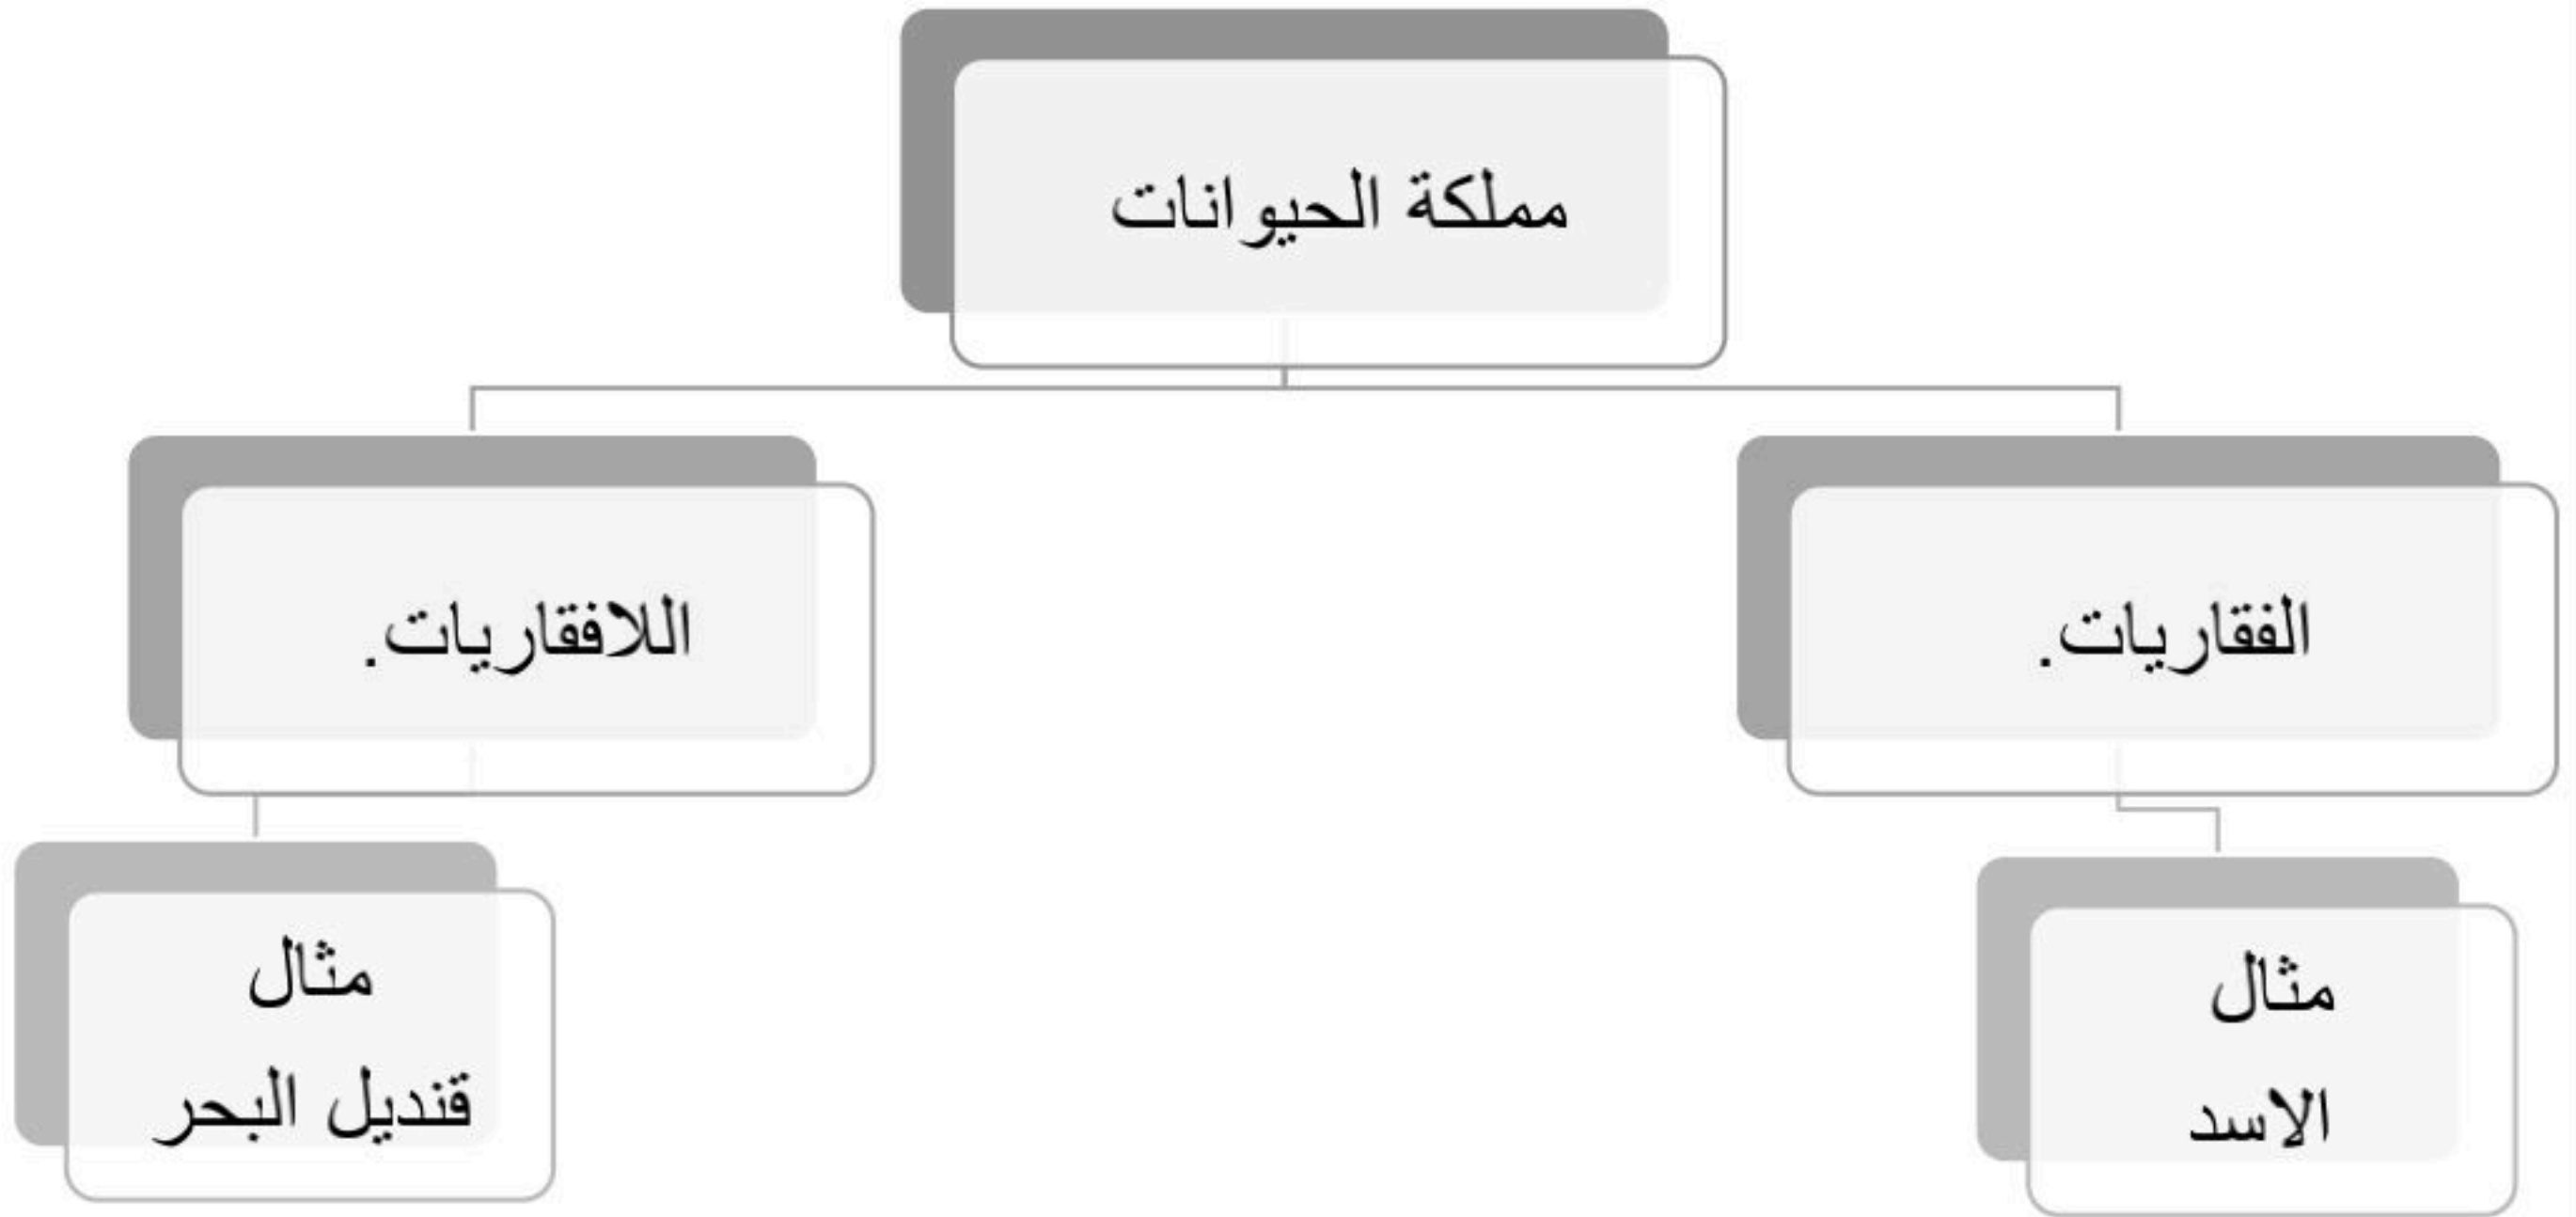 مملكة الحيوانات
الفقاريات.
اللافقاريات.
مثال
الاسد
مثال
قنديل البحر